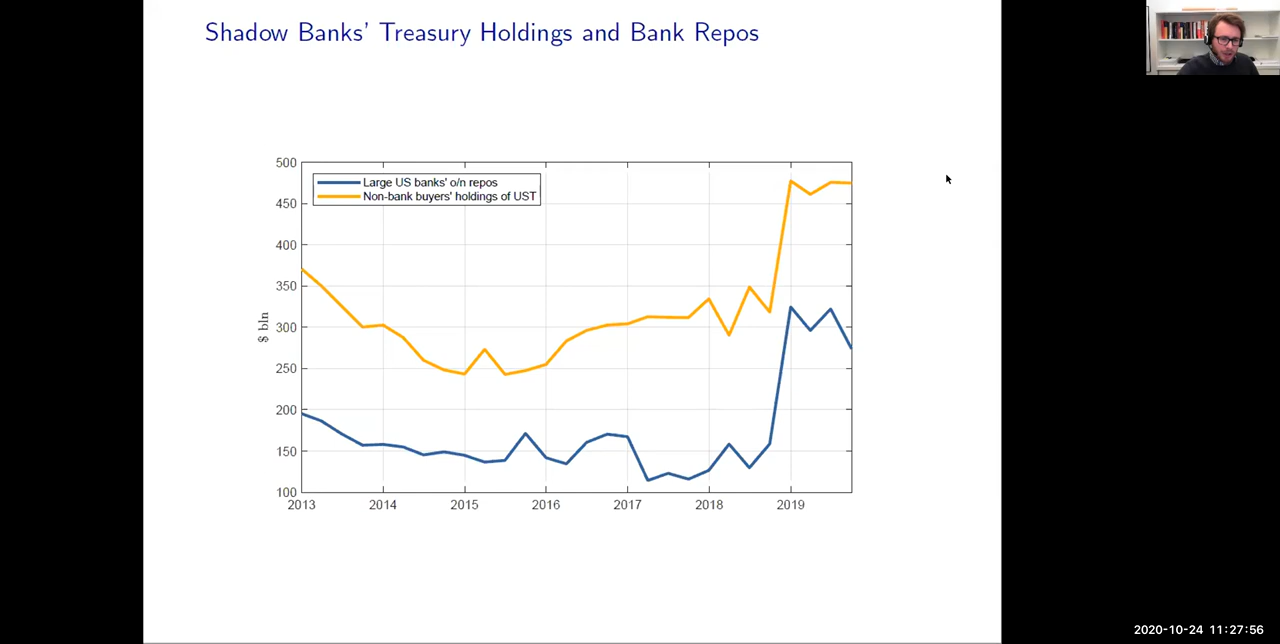 Shadow Banks' Treasury Holdings and Bank Repos
500
450
400
350
300
250
200
150
100
$ bln
Large US banks' o/n repos
Non-bank buyers' holdings of UST
2013 2014 2015 2016 2017 2018 2019
2020-10-24 11:27:56